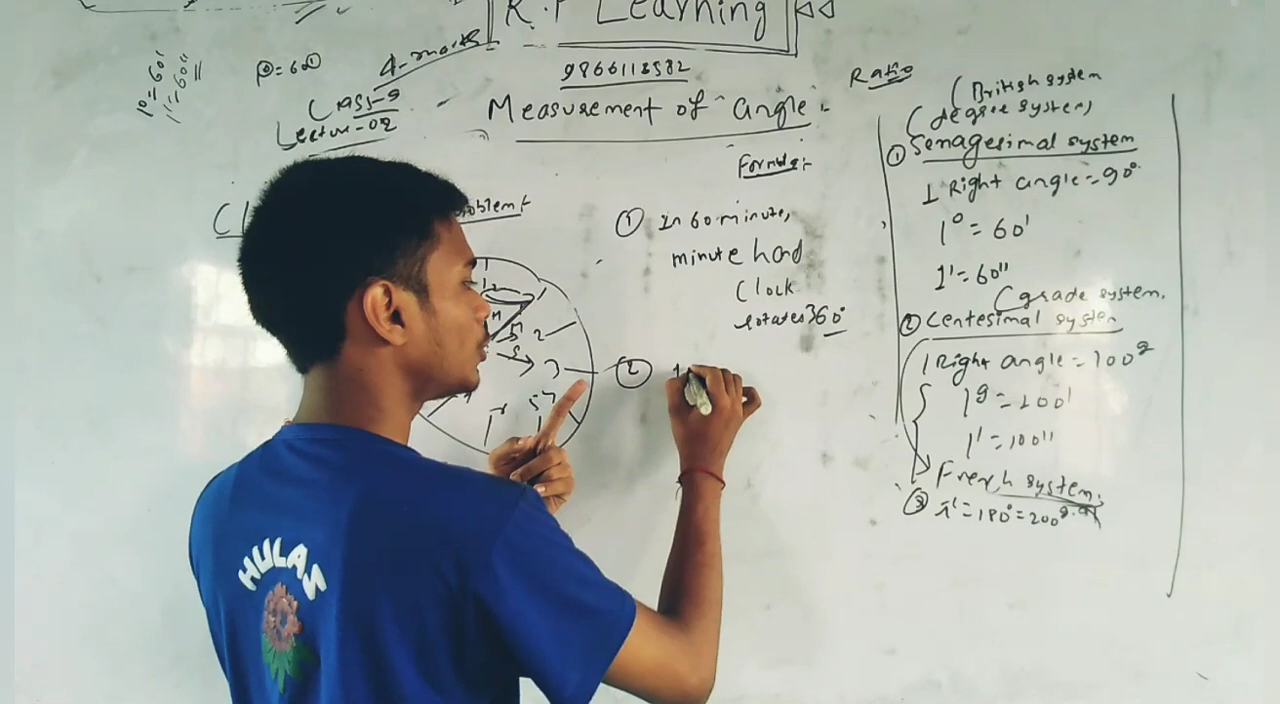 R.P Learning
4-marks
9866118582
Class-9
Lecture-02
Measurement of angle:-
Ratio
Formula:-
① In 60 minute,
minute hand
Clock
rotates 360°
②
(British system
(degree system)
① Senagesimal system
1 Right angle = 90°
1° = 60'
1' = 60"
(grade system.
② Centesimal system
1 Right angle = 100g
1g = 100'
1' = 100"
French system.
③ = 180° = 200g
1° = 60'
1' = 60"
HULAS